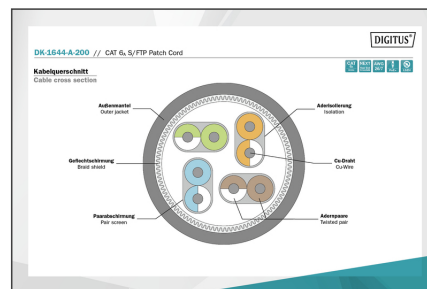 DIGITUS®
DK-1644-A-200 // CAT 6A S/FTP Patch Cord
Kabelquerschnitt
Cable cross section
Außenmantel
Outer jacket
Aderisolierung
Isolation
Geflechtschirmung
Braid shield
Cu-Draht
Cu-Wire
Paarabschirmung
Pair screen
Adernpaare
Twisted pair